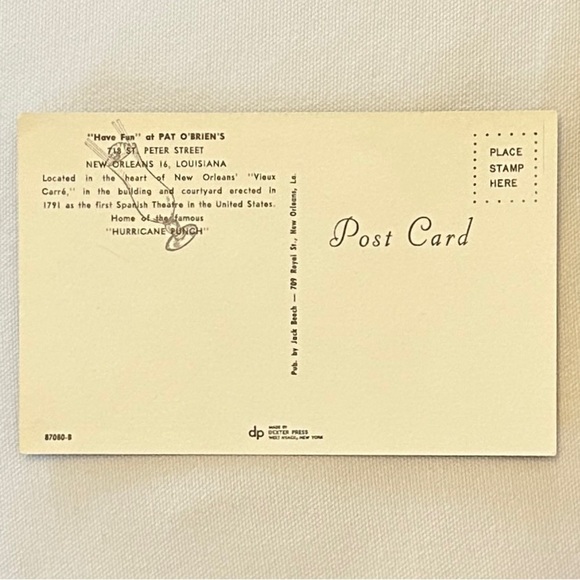 "Have Fun" at PAT O'BRIEN'S
718 ST. PETER STREET
NEW ORLEANS 16, LOUISIANA
Located in the heart of New Orleans' "Vieux
Carré," in the building and courtyard erected in
1791 as the first Spanish Theatre in the United States.
Home of the famous
"HURRICANE PUNCH"
Pub. by Jack Beech — 709 Royal St., New Orleans, La.
PLACE
STAMP
HERE
Post Card
87080-B
dp
MADE BY
DEXTER PRESS
WEST NYACK, NEW YORK